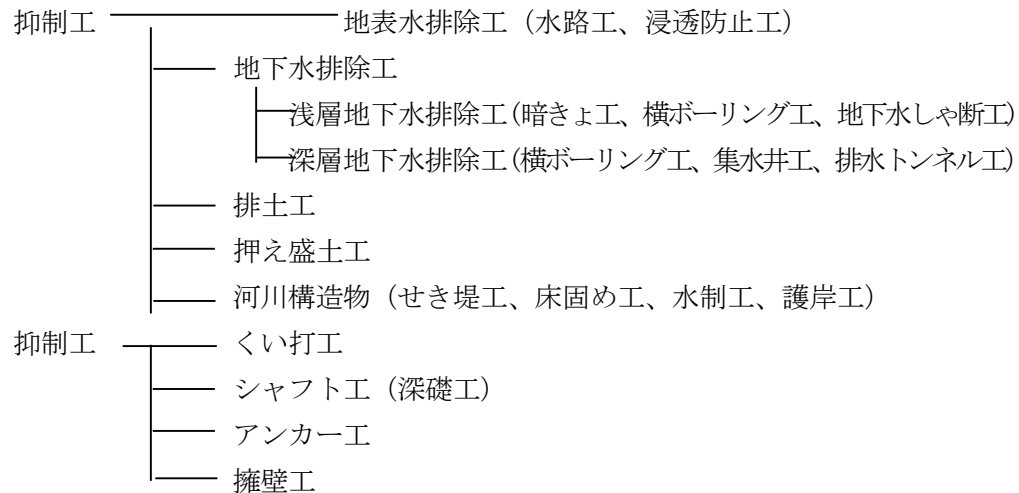 抑制工 地表水排除工（水路工、浸透防止工）
地下水排除工
浅層地下水排除工(暗きょ工、横ボーリング工、地下水しゃ断工)
深層地下水排除工(横ボーリング工、集水井工、排水トンネル工)
排土工
押え盛土工
河川構造物（せき堤工、床固め工、水制工、護岸工）
抑制工 くい打工
シャフト工（深礎工）
アンカー工
擁壁工